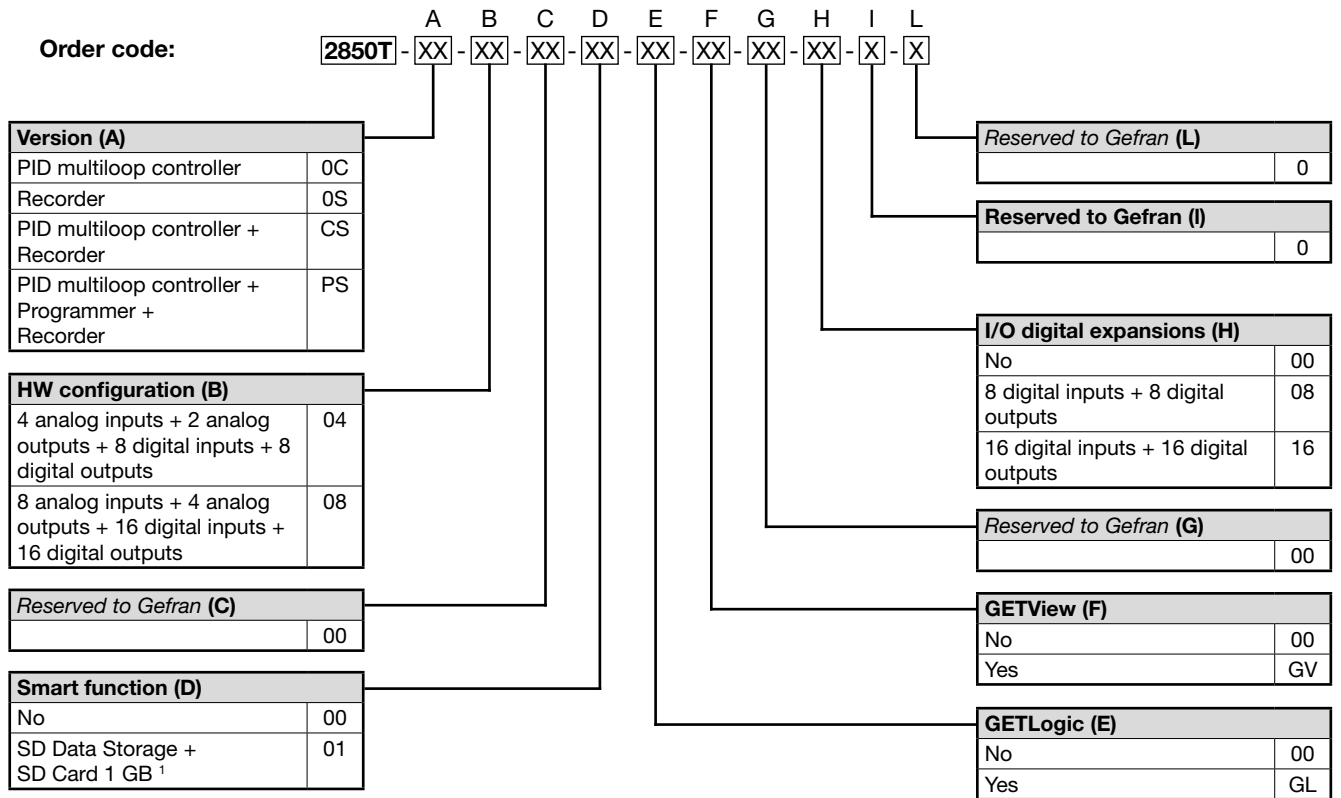 A B C D E F G H I L
Order code: 2850T - XX - XX - XX - XX - XX - XX - XX - XX - X - X
Version (A)
PID multiloop controller 0C
Recorder 0S
PID multiloop controller + CS
Recorder
PID multiloop controller + PS
Programmer +
Recorder
HW configuration (B)
4 analog inputs + 2 analog 04
outputs + 8 digital inputs + 8
digital outputs
8 analog inputs + 4 analog 08
outputs + 16 digital inputs +
16 digital outputs
Reserved to Gefran (C)
00
Smart function (D)
No 00
SD Data Storage + 01
SD Card 1 GB 1
Reserved to Gefran (L)
0
Reserved to Gefran (I)
0
I/O digital expansions (H)
No 00
8 digital inputs + 8 digital 08
outputs
16 digital inputs + 16 digital 16
outputs
Reserved to Gefran (G)
00
GETView (F)
No 00
Yes GV
GETLogic (E)
No 00
Yes GL